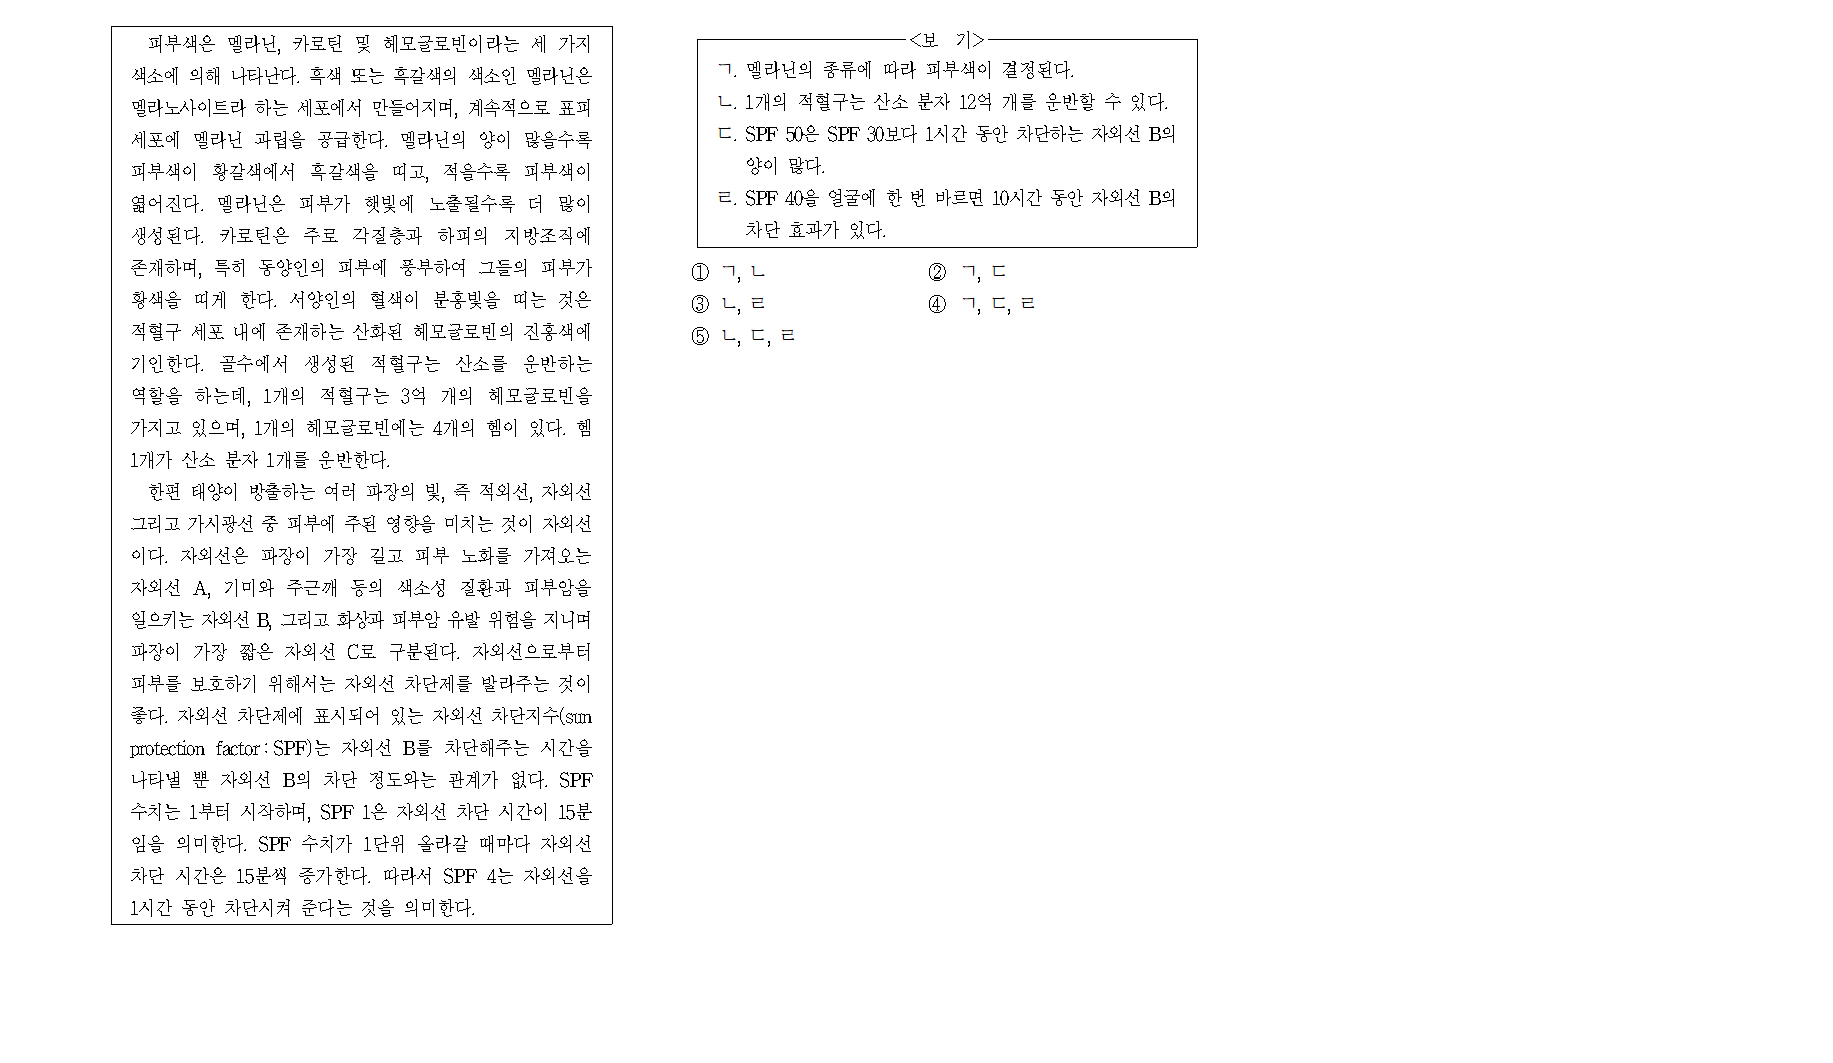 피부색은 멜라닌, 카로틴 및 헤모글로빈이라는 세 가지
색소에 의해 나타난다. 흑색 또는 흑갈색의 색소인 멜라닌은
멜라노사이트라 하는 세포에서 만들어지며, 계속적으로 표피
세포에 멜라닌 과립을 공급한다. 멜라닌의 양이 많을수록
피부색이 황갈색에서 흑갈색을 띠고, 적을수록 피부색이
엷어진다. 멜라닌은 피부가 햇빛에 노출될수록 더 많이
생성된다. 카로틴은 주로 각질층과 하피의 지방조직에
존재하며, 특히 동양인의 피부에 풍부하여 그들의 피부가
황색을 띠게 한다. 서양인의 혈색이 분홍빛을 띠는 것은
적혈구 세포 내에 존재하는 산화된 헤모글로빈의 진홍색에
기인한다. 골수에서 생성된 적혈구는 산소를 운반하는
역할을 하는데, 1개의 적혈구는 3억 개의 헤모글로빈을
가지고 있으며, 1개의 헤모글로빈에는 4개의 헴이 있다. 헴
1개가 산소 분자 1개를 운반한다.
한편 태양이 방출하는 여러 파장의 빛, 즉 적외선, 자외선
그리고 가시광선 중 피부에 주된 영향을 미치는 것이 자외선
이다. 자외선은 파장이 가장 길고 피부 노화를 가져오는
자외선 A, 기미와 주근깨 등의 색소성 질환과 피부암을
일으키는 자외선 B, 그리고 화상과 피부암 유발 위험을 지니며
파장이 가장 짧은 자외선 C로 구분된다. 자외선으로부터
피부를 보호하기 위해서는 자외선 차단제를 발라주는 것이
좋다. 자외선 차단제에 표시되어 있는 자외선 차단지수(sun
protection factor : SPF)는 자외선 B를 차단해주는 시간을
나타낼 뿐 자외선 B의 차단 정도와는 관계가 없다. SPF
수치는 1부터 시작하며, SPF 1은 자외선 차단 시간이 15분
임을 의미한다. SPF 수치가 1단위 올라갈 때마다 자외선
차단 시간은 15분씩 증가한다. 따라서 SPF 4는 자외선을
1시간 동안 차단시켜 준다는 것을 의미한다.
<보 기>
ㄱ. 멜라닌의 종류에 따라 피부색이 결정된다.
ㄴ. 1개의 적혈구는 산소 분자 12억 개를 운반할 수 있다.
ㄷ. SPF 50은 SPF 30보다 1시간 동안 차단하는 자외선 B의
양이 많다.
ㄹ. SPF 40을 얼굴에 한 번 바르면 10시간 동안 자외선 B의
차단 효과가 있다.
① ㄱ, ㄴ ② ㄱ, ㄷ
③ ㄴ, ㄹ ④ ㄱ, ㄷ, ㄹ
⑤ ㄴ, ㄷ, ㄹ